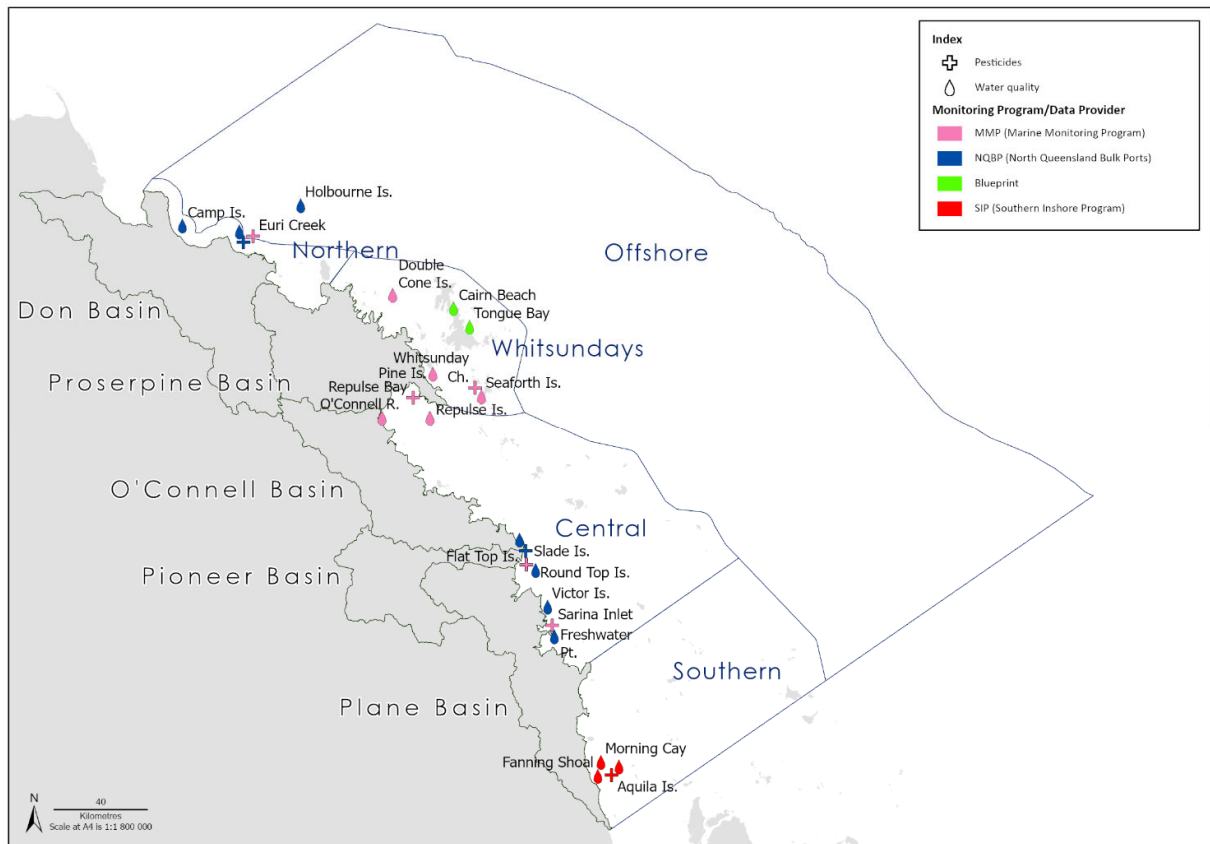 Index
Pesticides
Water quality
Monitoring Program/Data Provider
MMP (Marine Monitoring Program)
NQBP (North Queensland Bulk Ports)
Blueprint
SIP (Southern Inshore Program)
Holbourne Is.
Camp Is.
Euri Creek
Northern
Offshore
Double
Cone Is.
Cairn Beach
Tongue Bay
Don Basin
Whitsundays
Whitsunday
Ch.
Pine Is.
Proserpine Basin
Seaforth Is.
Repulse Bay
O'Connell R.
Repulse Is.
O'Connell Basin
Central
Slade Is.
Flat Top Is.
Round Top Is.
Pioneer Basin
Victor Is.
Sarina Inlet
Freshwater
Pt.
Southern
Plane Basin
Morning Cay
Fanning Shoal
Aquila Is.
N
40
Kilometres
Scale at A4 is 1:1 800 000